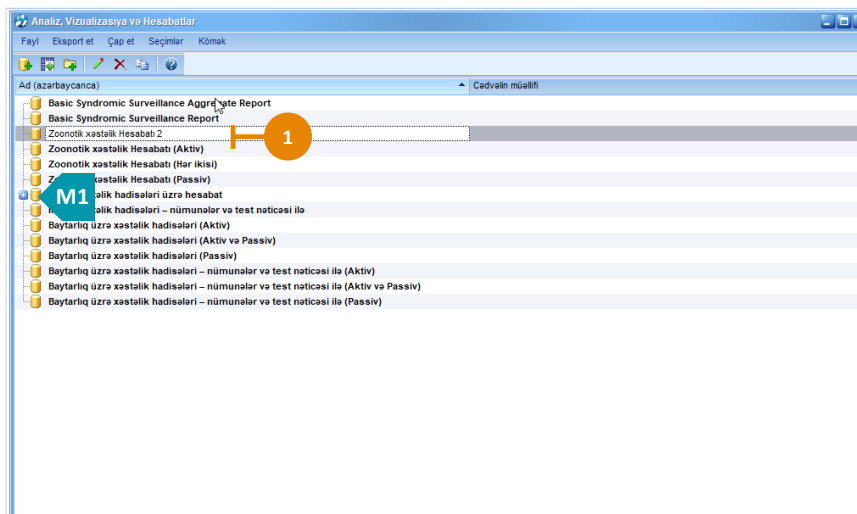 Analiz, Vizualizasiya və Hesabatlar
Fayl Eksport et Çap et Seçimlər Kömək
Ad (azərbaycanca) Cədvəlin müəllifi
Basic Syndromic Surveillance Aggregate Report
Basic Syndromic Surveillance Report
Zoonotik xəstəlik Hesabatı 2
1
Zoonotik xəstəlik Hesabatı (Aktiv)
Zoonotik xəstəlik Hesabatı (Hər ikisi)
xəstəlik Hesabatı (Passiv)
M1 hadisələri üzrə hesabat
hadisələri – nümunələr və test nəticəsi ilə
Baytarlıq üzrə xəstəlik hadisələri (Aktiv)
Baytarlıq üzrə xəstəlik hadisələri (Aktiv və Passiv)
Baytarlıq üzrə xəstəlik hadisələri (Passiv)
Baytarlıq üzrə xəstəlik hadisələri – nümunələr və test nəticəsi ilə (Aktiv)
Baytarlıq üzrə xəstəlik hadisələri – nümunələr və test nəticəsi ilə (Aktiv və Passiv)
Baytarlıq üzrə xəstəlik hadisələri – nümunələr və test nəticəsi ilə (Passiv)